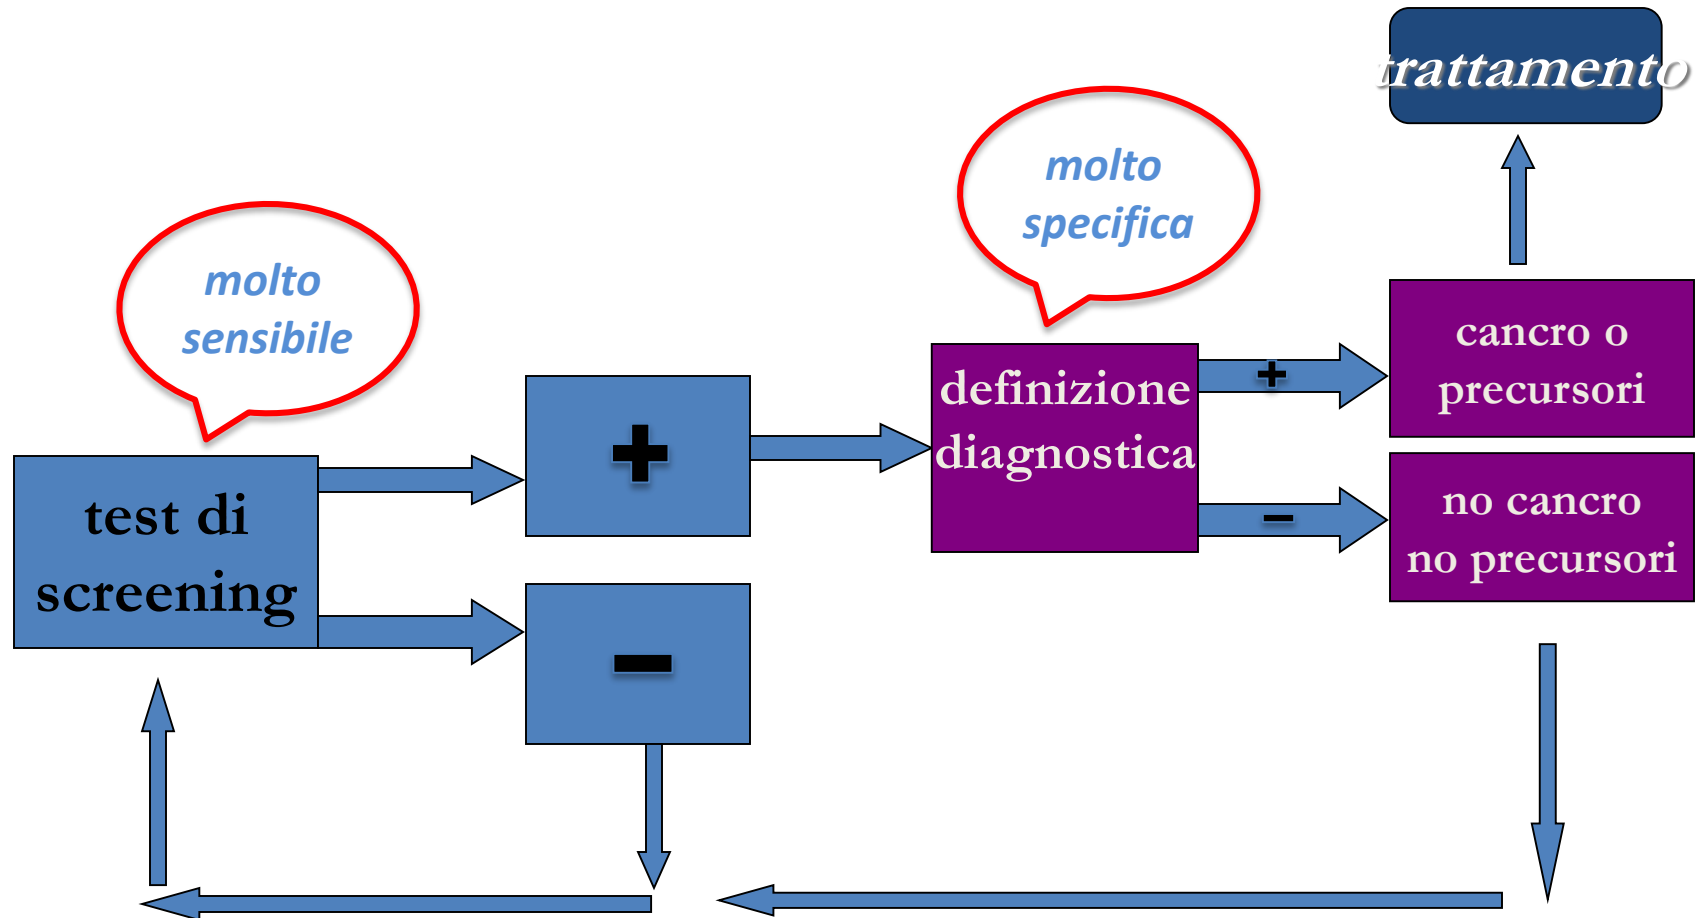 trattamento
molto
specifica
molto
sensibile
test di
screening
+
−
definizione
diagnostica
+
−
cancro o
precursori
no cancro
no precursori